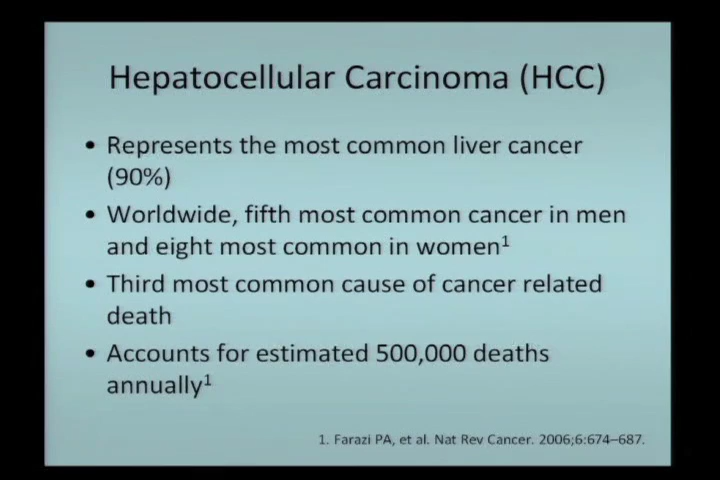 Hepatocellular Carcinoma (HCC)
• Represents the most common liver cancer
(90%)
• Worldwide, fifth most common cancer in men
and eight most common in women¹
• Third most common cause of cancer related
death
• Accounts for estimated 500,000 deaths
annually¹
1. Farazi PA, et al. Nat Rev Cancer. 2006;6:674–687.